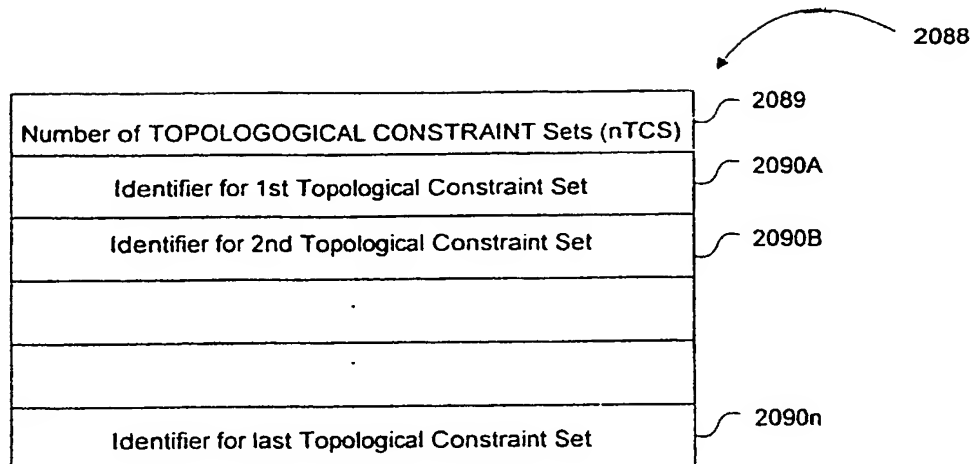 2088
2089
Number of TOPOLOGOGICAL CONSTRAINT Sets (nTCS)
2090A
Identifier for 1st Topological Constraint Set
2090B
Identifier for 2nd Topological Constraint Set
.
.
2090n
Identifier for last Topological Constraint Set